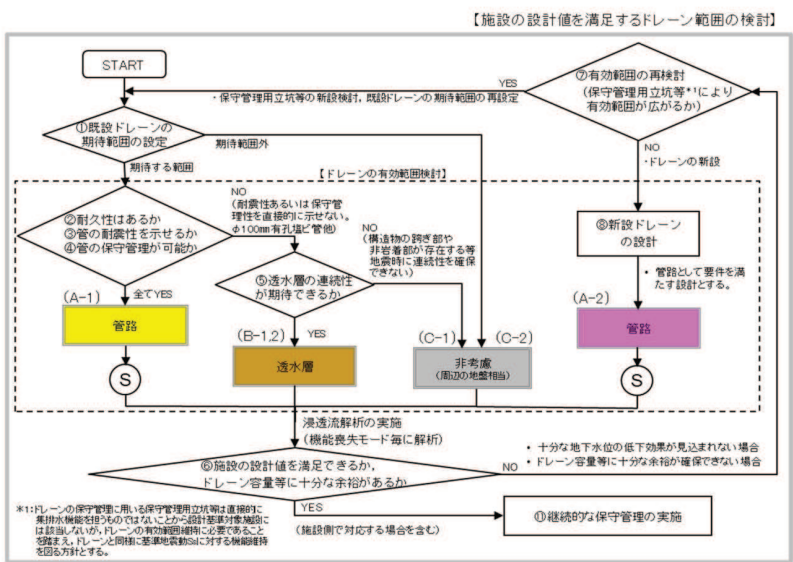 【施設の設計値を満足するドレーン範囲の検討】
START
YES
・保守管理用立坑等の新設検討，既設ドレーンの期待範囲の再設定
⑦有効範囲の再検討
(保守管理用立坑等*1により
有効範囲が広がるか)
①既設ドレーンの
期待範囲の設定
期待範囲外
期待する範囲
NO
・ドレーンの新設
【ドレーンの有効範囲検討】
②耐久性はあるか
③管の耐震性を示せるか
④管の保守管理が可能か
NO
(耐震性あるいは保守管
理性を直接的に示せない。
φ100mm有孔塩ビ管他)
NO
(構造物の跨ぎ部や
非岩着部が存在する等
地震時に連続性を確保
できない)
⑧新設ドレーン
の設計
・ 管路として要件を満
たす設計とする。
⑤透水層の連続性
が期待できるか
(A-1)
全てYES
管路
(B-1,2)
YES
透水層
(C-1)
(C-2)
非考慮
(周辺の地盤相当)
(A-2)
管路
S
S
浸透流解析の実施
(機能喪失モード毎に解析)
⑥施設の設計値を満足できるか，
ドレーン容量等に十分な余裕があるか
NO
・ 十分な地下水位の低下効果が見込まれない場合
・ ドレーン容量等に十分な余裕が確保できない場合
YES
(施設側で対応する場合を含む)
⑪継続的な保守管理の実施
*1:ドレーンの保守管理に用いる保守管理用立坑等は直接的に
集排水機能を担うものではないことから設計基準対象施設に
は該当しないが，ドレーンの有効範囲維持に必要であること
を踏まえ，ドレーンと同様に基準地震動Ssに対する機能維持
を図る方針とする。